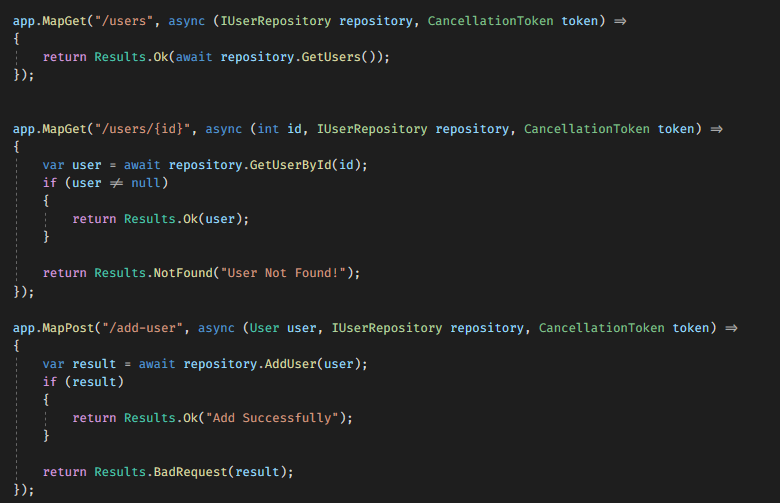 app.MapGet("/users", async (IUserRepository repository, CancellationToken token) =>
{
    return Results.Ok(await repository.GetUsers());
});

app.MapGet("/users/{id}", async (int id, IUserRepository repository, CancellationToken token) =>
{
    var user = await repository.GetUserById(id);
    if (user != null)
    {
        return Results.Ok(user);
    }

    return Results.NotFound("User Not Found!");
});

app.MapPost("/add-user", async (User user, IUserRepository repository, CancellationToken token) =>
{
    var result = await repository.AddUser(user);
    if (result)
    {
        return Results.Ok("Add Successfully");
    }

    return Results.BadRequest(result);
});